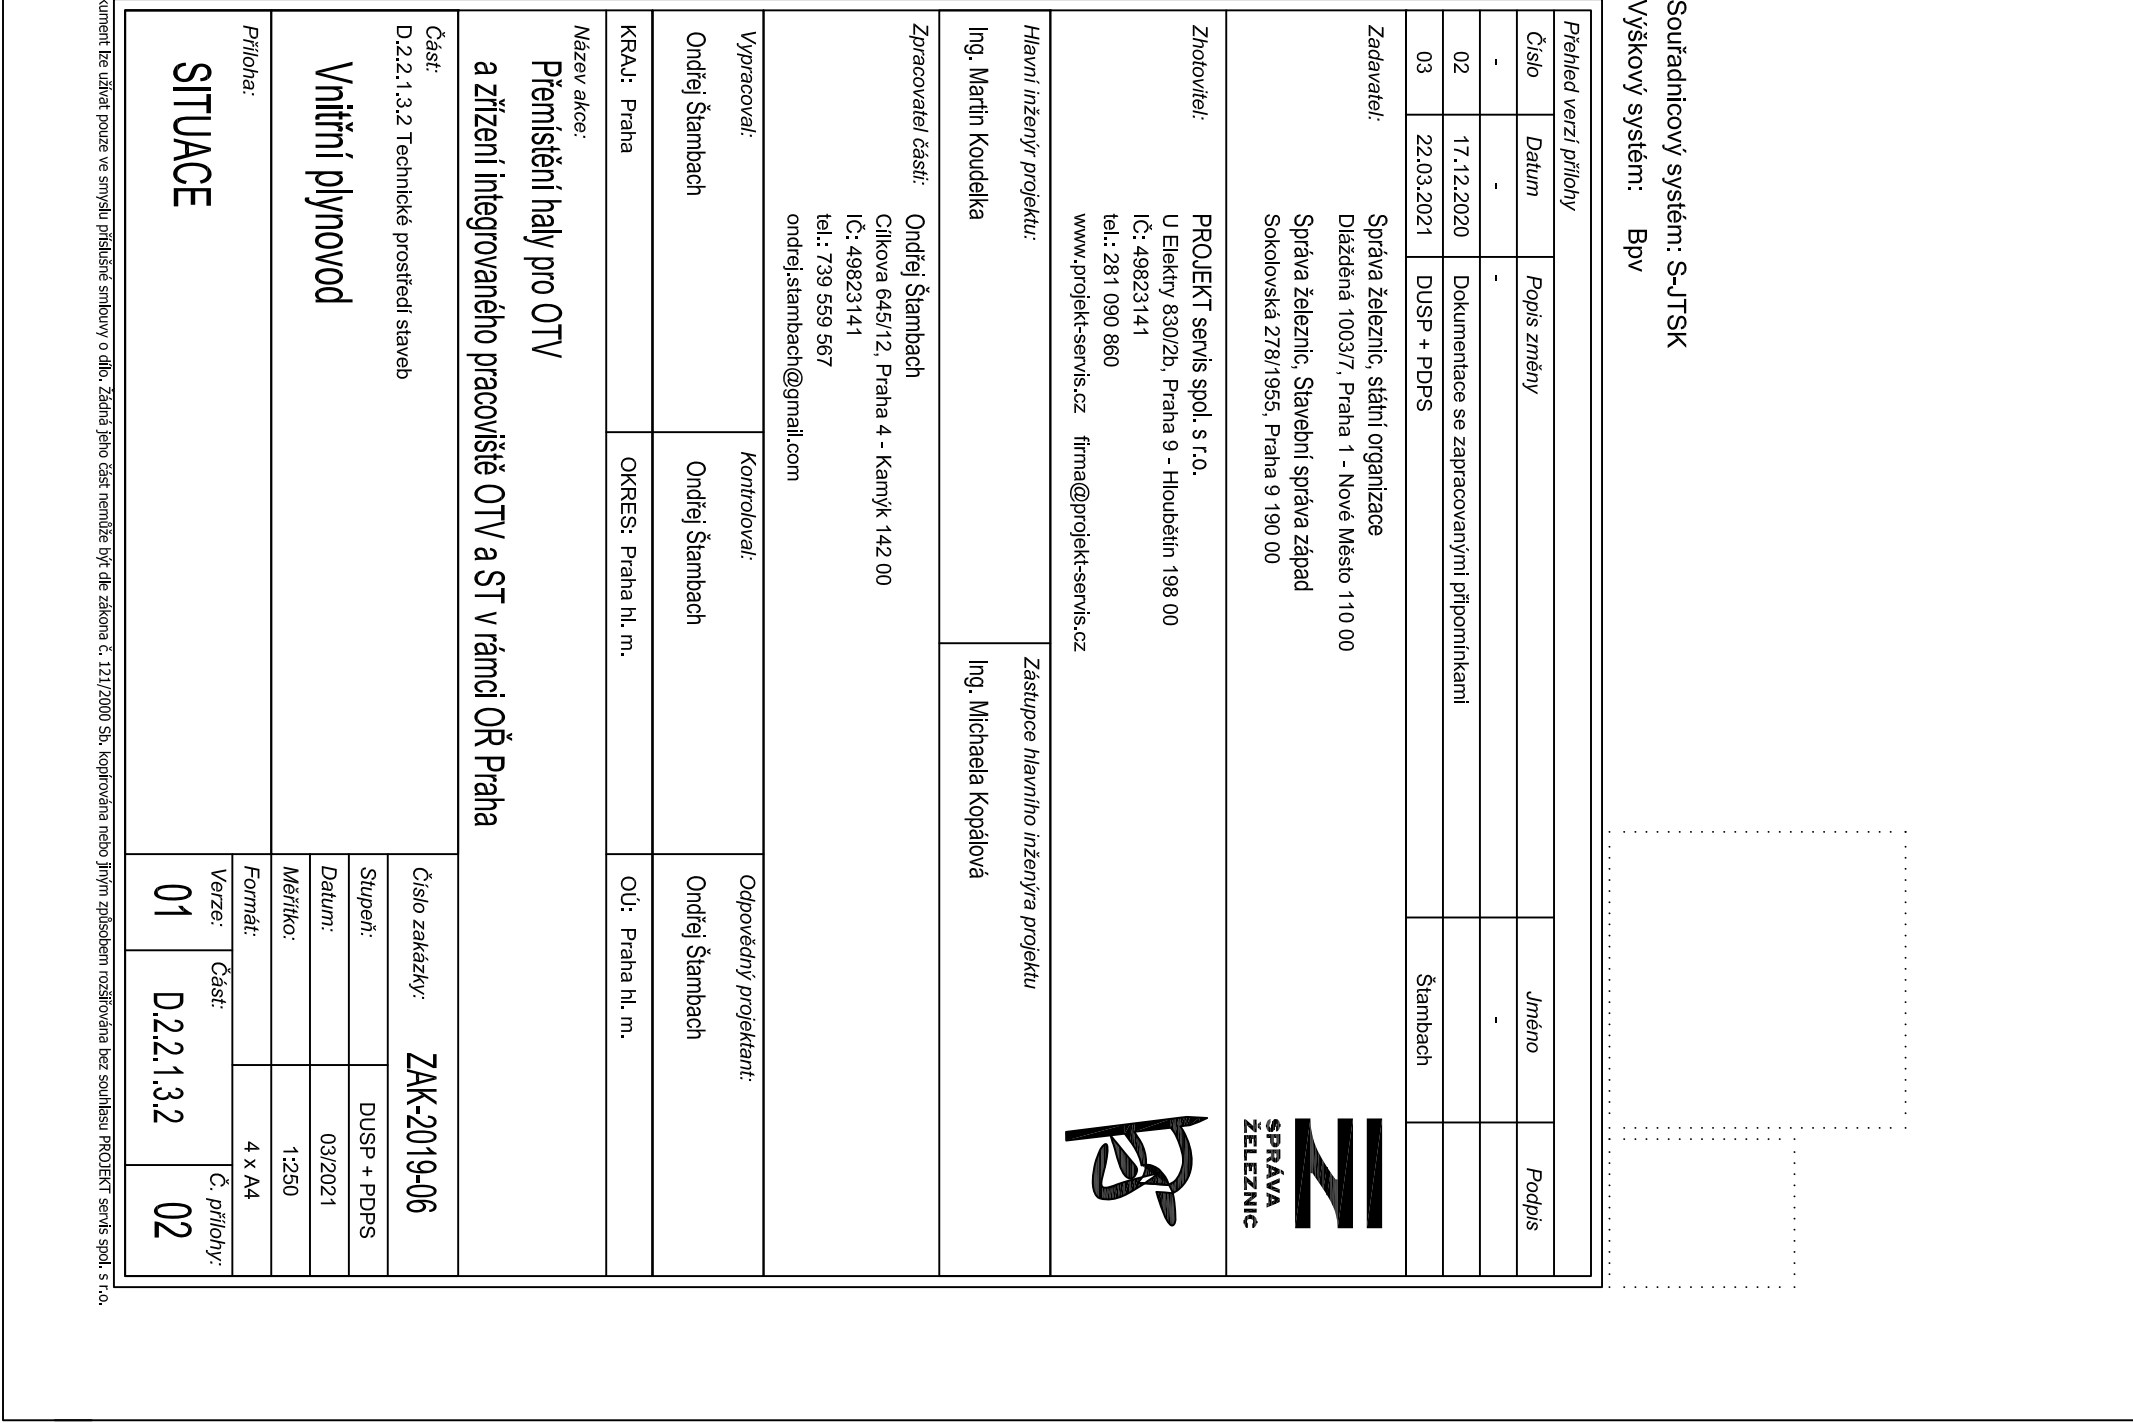 Souřadnicový systém: S-JTSK
Výškový systém: Bpv
Přehled verzí přílohy
Číslo Datum Popis změny Jméno Podpis
- - - -
02 17.12.2020 Dokumentace se zapracovanými připomínkami
03 22.03.2021 DUSP + PDPS Štambach
Zadavatel:
Správa železnic, státní organizace
Dlážděná 1003/7, Praha 1 - Nové Město 110 00
Správa železnic, Stavební správa západ
Sokolovská 278/1955, Praha 9 190 00
SPRÁVA
ŽELEZNIC
Zhotovitel:
PROJEKT servis spol. s r.o.
U Elektry 830/2b, Praha 9 - Hloubětín 198 00
IČ: 49823141
tel.: 281 090 860
www.projekt-servis.cz firma@projekt-servis.cz
Hlavní inženýr projektu: Zástupce hlavního inženýra projektu
Ing. Martin Koudelka Ing. Michaela Kopálová
Zpracovatel části:
Ondřej Štambach
Cílkova 645/12, Praha 4 - Kamýk 142 00
IČ: 49823141
tel.: 739 559 567
ondrej.stambach@gmail.com
Vypracoval: Kontroloval: Odpovědný projektant:
Ondřej Štambach Ondřej Štambach Ondřej Štambach
KRAJ: Praha OKRES: Praha hl. m. OÚ: Praha hl. m.
Název akce:
Přemístění haly pro OTV
a zřízení integrovaného pracoviště OTV a ST v rámci OŘ Praha
Část:
D.2.2.1.3.2 Technické prostředí staveb
Vnitřní plynovod
Číslo zakázky: ZAK-2019-06
Stupeň: DUSP + PDPS
Datum: 03/2021
Měřítko: 1:250
Formát: 4 x A4
Příloha:
SITUACE
Verze: Část: Č. přílohy:
01 D.2.2.1.3.2 02
kument lze užívat pouze ve smyslu příslušné smlouvy o dílo. Žádná jeho část nemůže být dle zákona č. 121/2000 Sb. kopírována nebo jiným způsobem rozšiřována bez souhlasu PROJEKT servis spol. s r.o.